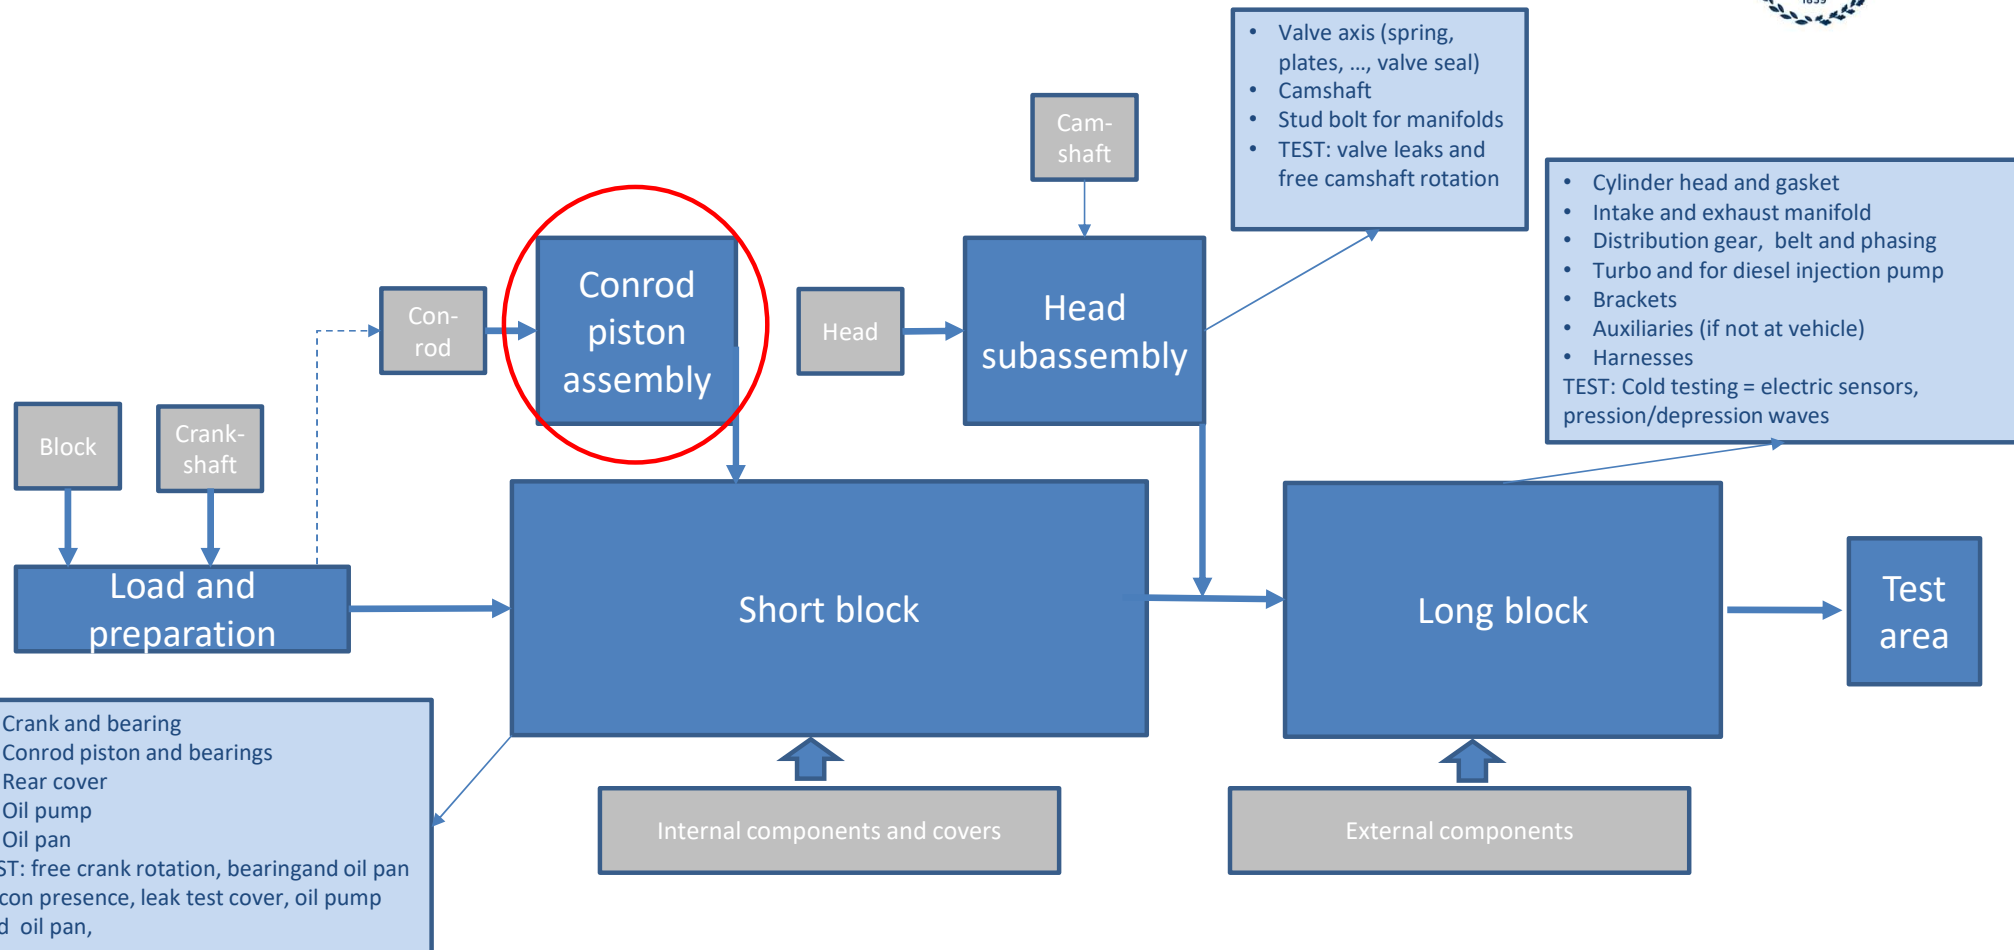 1859
• Valve axis (spring,
plates, ..., valve seal)
• Camshaft
• Stud bolt for manifolds
• TEST: valve leaks and
free camshaft rotation
Cam-
shaft
• Cylinder head and gasket
• Intake and exhaust manifold
• Distribution gear, belt and phasing
• Turbo and for diesel injection pump
• Brackets
• Auxiliaries (if not at vehicle)
• Harnesses
TEST: Cold testing = electric sensors,
pression/depression waves
Conrod
piston
assembly
Con-
rod
Head
Head
subassembly
Block
Crank-
shaft
Load and
preparation
Short block
Long block
Test
area
Crank and bearing
Conrod piston and bearings
Rear cover
Oil pump
Oil pan
ST: free crank rotation, bearingand oil pan
con presence, leak test cover, oil pump
d oil pan,
Internal components and covers
External components